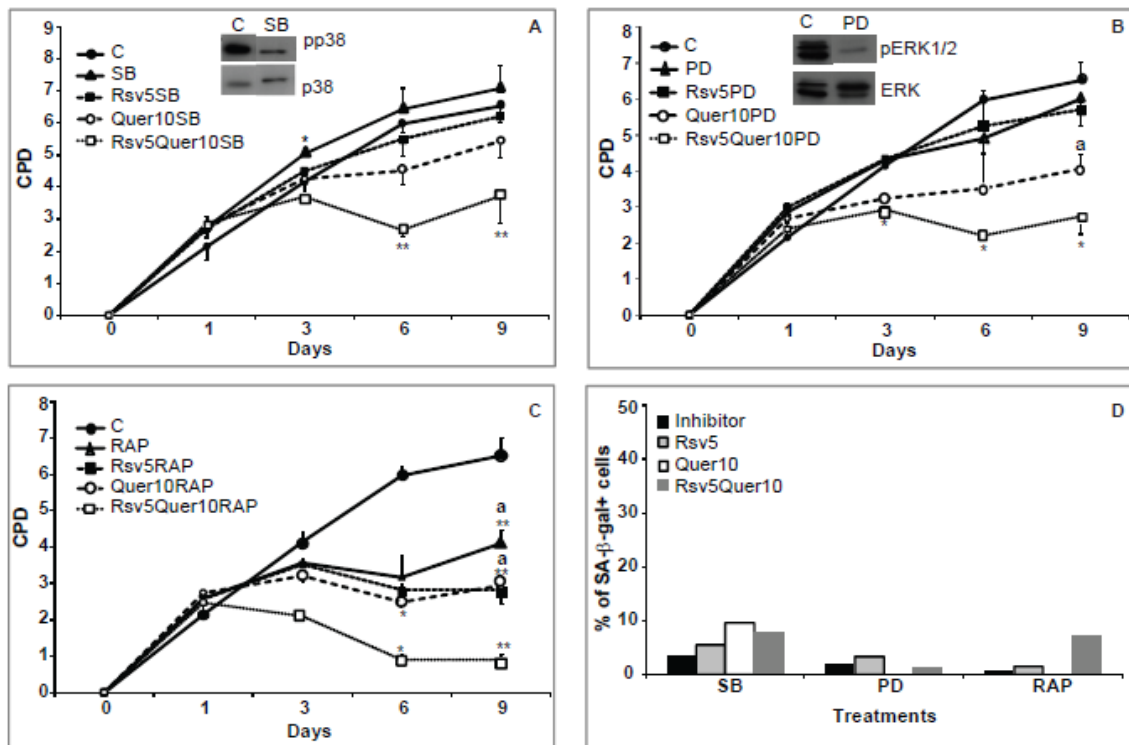 A
C SB
pp38
p38
C
SB
Rsv5SB
Quer10SB
Rsv5Quer10SB
9
8
7
6
5
4
3
2
1
0
CPD
*
**
**
0 1 3 6 9
Days
B
C PD
pERK1/2
ERK
C
PD
Rsv5PD
Quer10PD
Rsv5Quer10PD
8
7
6
5
4
3
2
1
0
CPD
a
*
*
*
0 1 3 6 9
Days
C
C
RAP
Rsv5RAP
Quer10RAP
Rsv5Quer10RAP
8
7
6
5
4
3
2
1
0
CPD
a
**
a
**
*
*
**
0 1 3 6 9
Days
D
Inhibitor
Rsv5
Quer10
Rsv5Quer10
50
40
30
20
10
0
% of SA-β-gal+ cells
SB PD RAP
Treatments